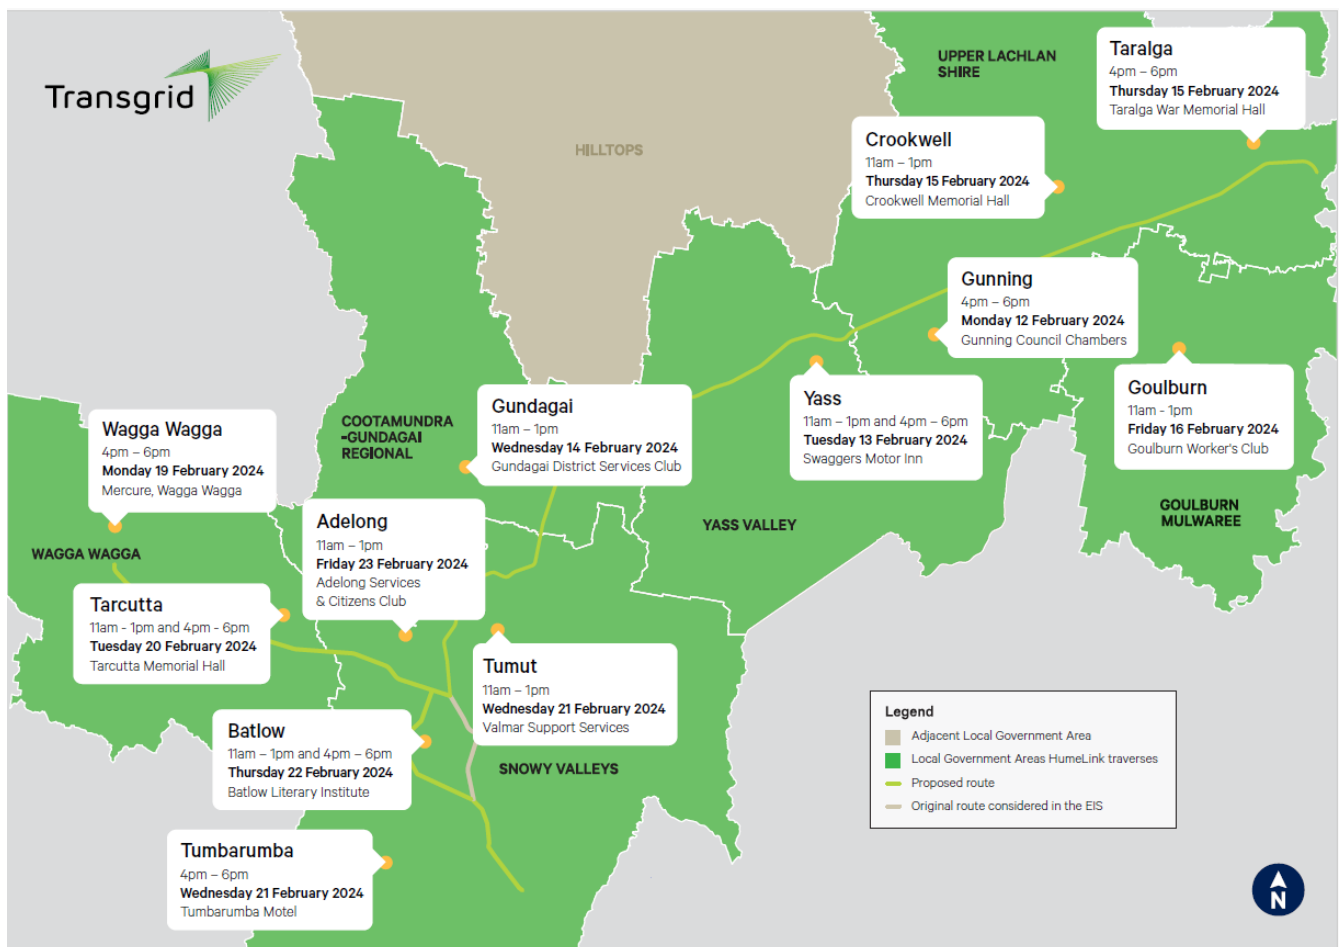 Transgrid
UPPER LACHLAN
SHIRE
Taralga
4pm – 6pm
Thursday 15 February 2024
Taralga War Memorial Hall
HILLTOPS
Crookwell
11am – 1pm
Thursday 15 February 2024
Crookwell Memorial Hall
Gunning
4pm – 6pm
Monday 12 February 2024
Gunning Council Chambers
Goulburn
11am - 1pm
Friday 16 February 2024
Goulburn Worker's Club
Yass
11am – 1pm and 4pm – 6pm
Tuesday 13 February 2024
Swaggers Motor Inn
Gundagai
11am – 1pm
Wednesday 14 February 2024
Gundagai District Services Club
COOTAMUNDRA
-GUNDAGAI
REGIONAL
Wagga Wagga
4pm – 6pm
Monday 19 February 2024
Mercure, Wagga Wagga
GOULBURN
MULWAREE
YASS VALLEY
Adelong
11am – 1pm
Friday 23 February 2024
Adelong Services
& Citizens Club
WAGGA WAGGA
Tarcutta
11am - 1pm and 4pm - 6pm
Tuesday 20 February 2024
Tarcutta Memorial Hall
Tumut
11am – 1pm
Wednesday 21 February 2024
Valmar Support Services
Batlow
11am – 1pm and 4pm – 6pm
Thursday 22 February 2024
Batlow Literary Institute
SNOWY VALLEYS
Tumbarumba
4pm – 6pm
Wednesday 21 February 2024
Tumbarumba Motel
Legend
Adjacent Local Government Area
Local Government Areas HumeLink traverses
Proposed route
Original route considered in the EIS
N